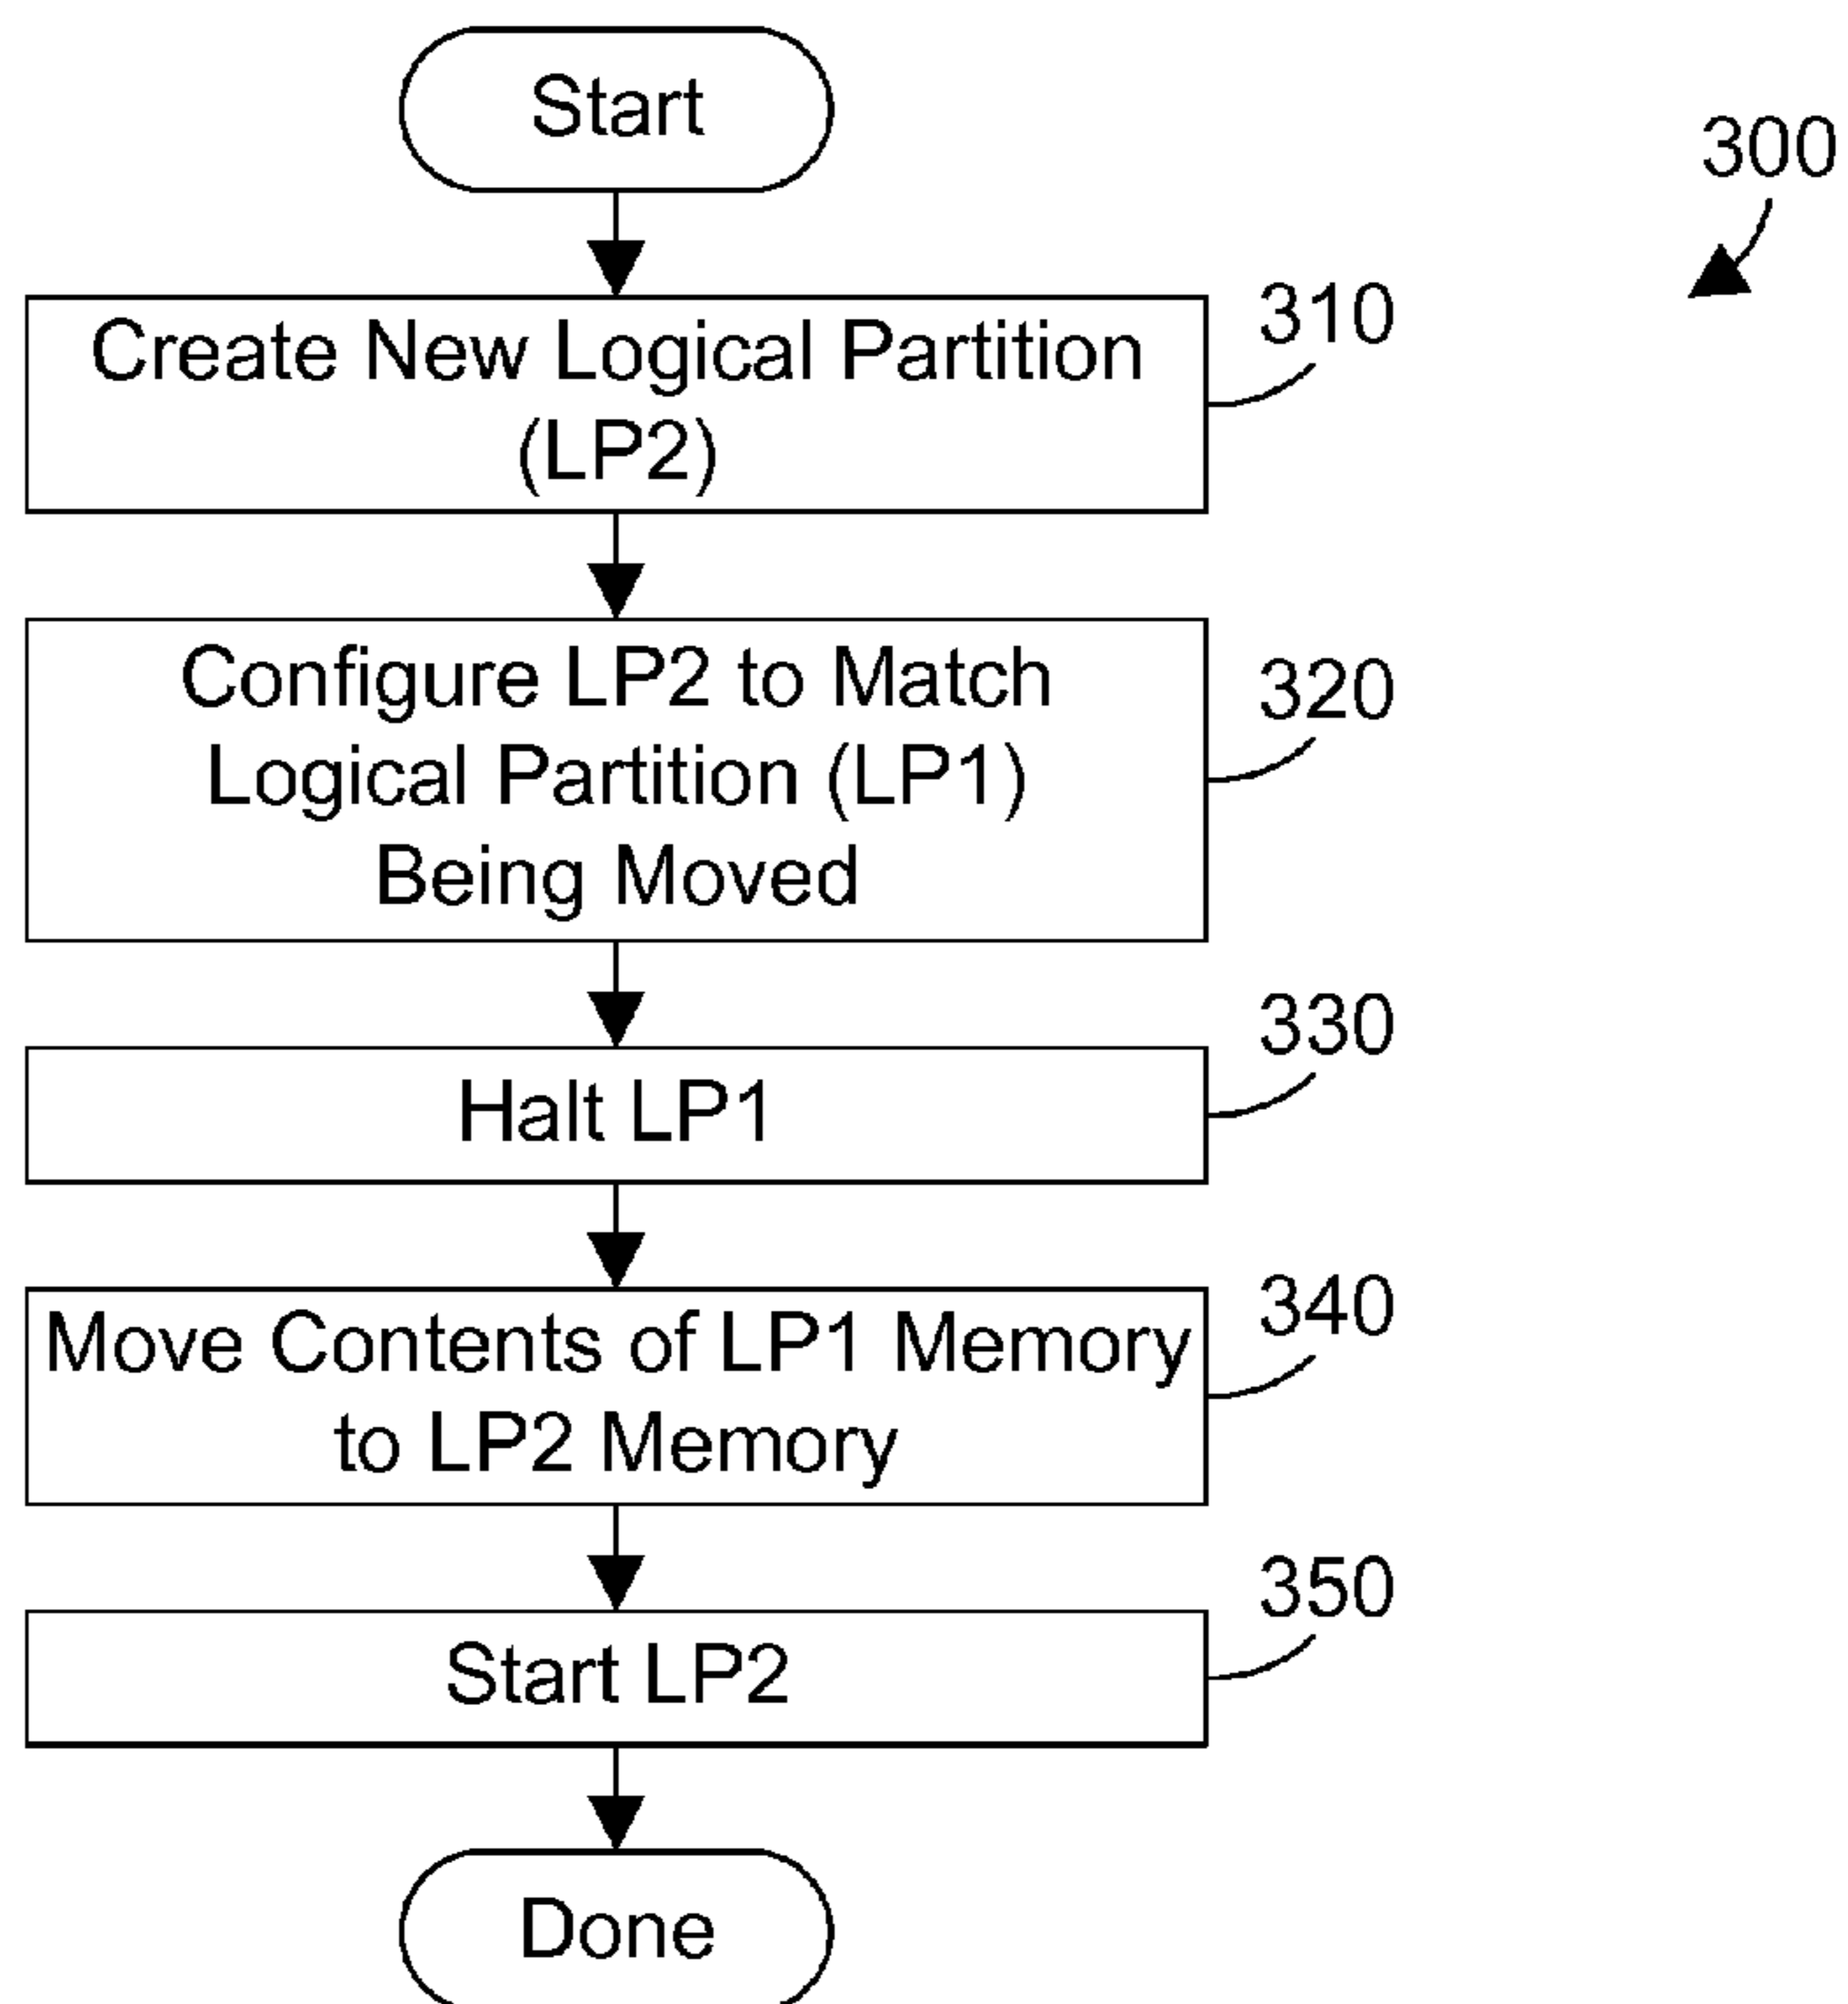 Start
300
310
Create New Logical Partition
(LP2)
Configure LP2 to Match
320
Logical Partition (LP1)
Being Moved
330
Halt LP1
340
Move Contents of LP1 Memory
to LP2 Memory
350
Start LP2
Done